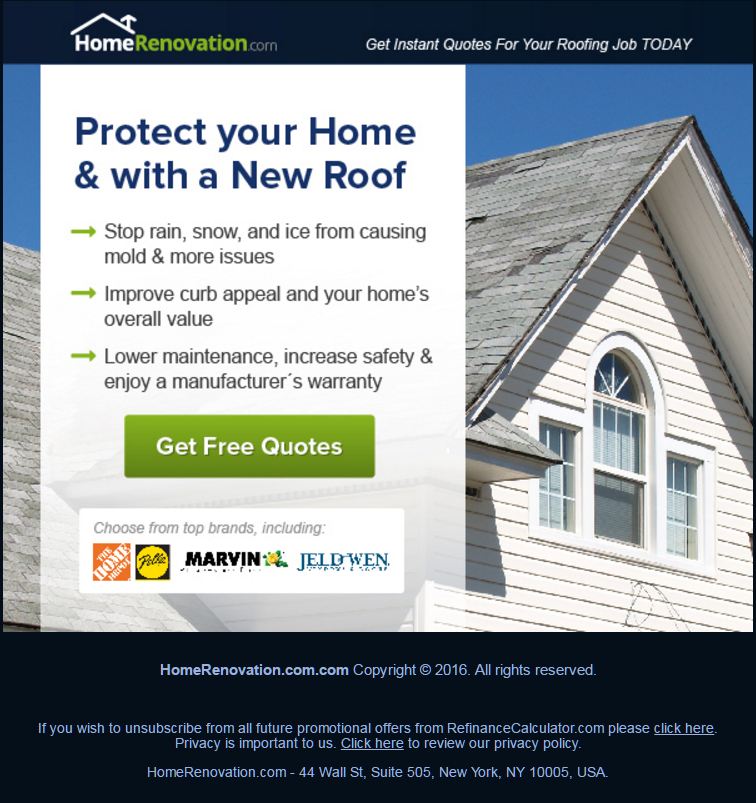 HomeRenovation.com
Get Instant Quotes For Your Roofing Job TODAY
Protect your Home
& with a New Roof
Stop rain, snow, and ice from causing
mold & more issues
Improve curb appeal and your home's
overall value
Lower maintenance, increase safety &
enjoy a manufacturer´s warranty
Get Free Quotes
Choose from top brands, including:
THE HOME DEPOT Pella MARVIN JELD-WEN
HomeRenovation.com.com Copyright © 2016. All rights reserved.
If you wish to unsubscribe from all future promotional offers from RefinanceCalculator.com please click here.
Privacy is important to us. Click here to review our privacy policy.
HomeRenovation.com - 44 Wall St, Suite 505, New York, NY 10005, USA.